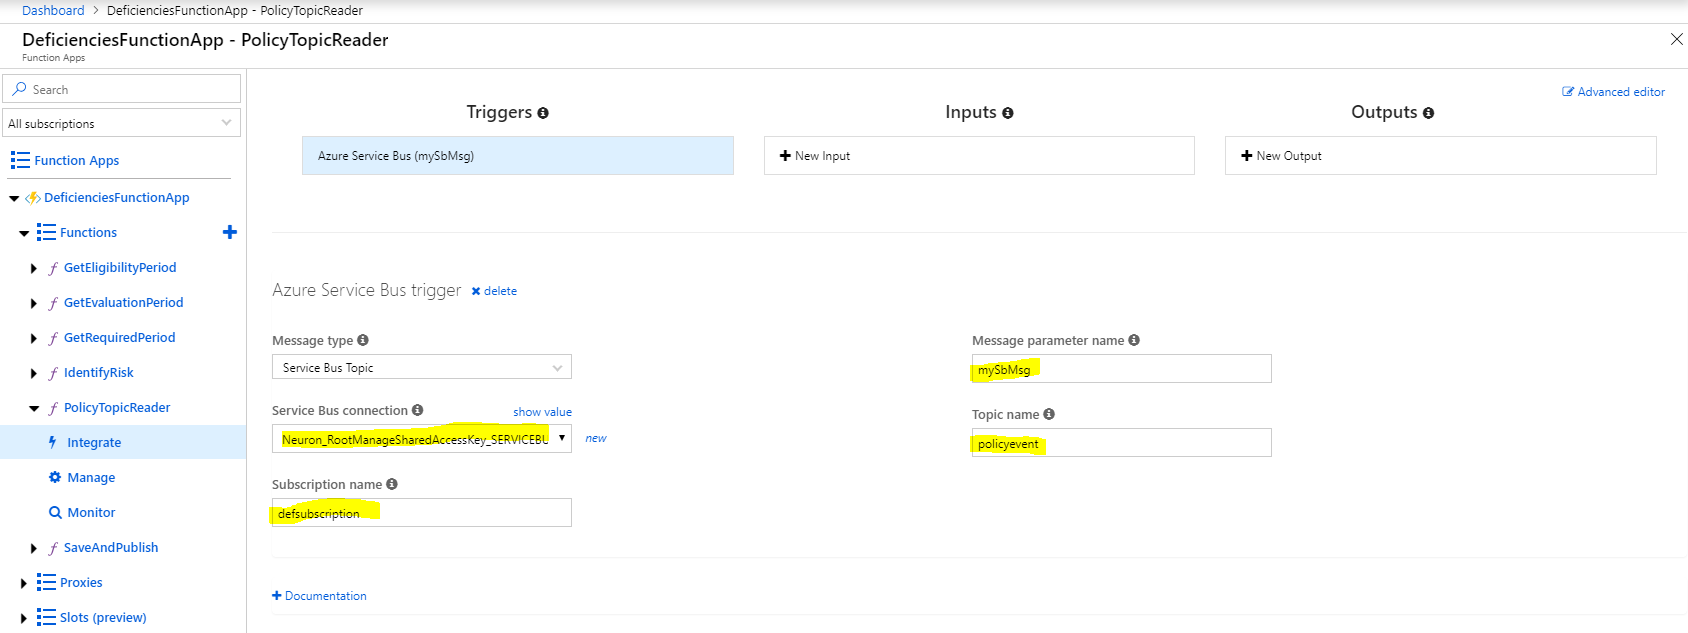 Dashboard > DeficienciesFunctionApp - PolicyTopicReader
DeficienciesFunctionApp - PolicyTopicReader
Function Apps
Search
All subscriptions
Function Apps
DeficienciesFunctionApp
Functions
GetEligibilityPeriod
GetEvaluationPeriod
GetRequiredPeriod
IdentifyRisk
PolicyTopicReader
Integrate
Manage
Monitor
SaveAndPublish
Proxies
Slots (preview)
Advanced editor
Triggers
Inputs
Outputs
Azure Service Bus (mySbMsg)
New Input
New Output
Azure Service Bus trigger delete
Message type
Service Bus Topic
Message parameter name
mySbMsg
Service Bus connection show value
Neuron_RootManageSharedAccessKey_SERVICEBU new
Topic name
policyevent
Subscription name
defsubscription
Documentation